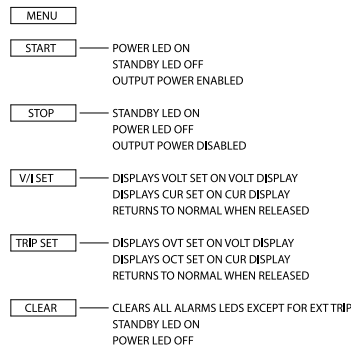 MENU
START POWER LED ON
STANDBY LED OFF
OUTPUT POWER ENABLED
STOP STANDBY LED ON
POWER LED OFF
OUTPUT POWER DISABLED
V/I SET DISPLAYS VOLT SET ON VOLT DISPLAY
DISPLAYS CUR SET ON CUR DISPLAY
RETURNS TO NORMAL WHEN RELEASED
TRIP SET DISPLAYS OVT SET ON VOLT DISPLAY
DISPLAYS OCT SET ON CUR DISPLAY
RETURNS TO NORMAL WHEN RELEASED
CLEAR CLEARS ALL ALARMS LEDS EXCEPT FOR EXT TRIP
STANDBY LED ON
POWER LED OFF